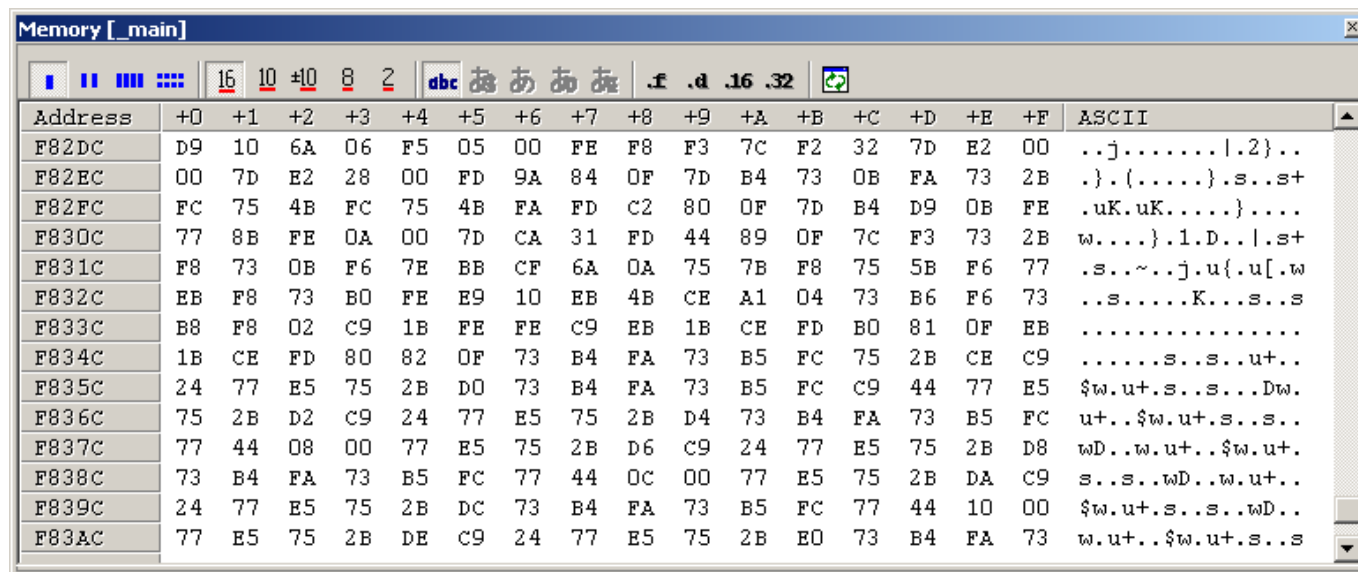 Memory [_main]
16 10 ±10 8 2 abc あ あ .f .d .16 .32
Address +0 +1 +2 +3 +4 +5 +6 +7 +8 +9 +A +B +C +D +E +F ASCII
F82DC D9 10 6A 06 F5 05 00 FE F8 F3 7C F2 32 7D E2 00 ..j.......|.2}..
F82EC 00 7D E2 28 00 FD 9A 84 0F 7D B4 73 0B FA 73 2B .}.(.....}.s..s+
F82FC FC 75 4B FC 75 4B FA FD C2 80 0F 7D B4 D9 0B FE .uK.uK.....}....
F830C 77 8B FE 0A 00 7D CA 31 FD 44 89 0F 7C F3 73 2B w....}.1.D..|.s+
F831C F8 73 0B F6 7E BB CF 6A 0A 75 7B F8 75 5B F6 77 .s..~..j.u{.u[.w
F832C EB F8 73 B0 FE E9 10 EB 4B CE A1 04 73 B6 F6 73 ..s.....K...s..s
F833C B8 F8 02 C9 1B FE FE C9 EB 1B CE FD B0 81 0F EB ................
F834C 1B CE FD 80 82 0F 73 B4 FA 73 B5 FC 75 2B CE C9 ......s..s..u+..
F835C 24 77 E5 75 2B D0 73 B4 FA 73 B5 FC C9 44 77 E5 $w.u+.s..s...Dw.
F836C 75 2B D2 C9 24 77 E5 75 2B D4 73 B4 FA 73 B5 FC u+..$w.u+.s..s..
F837C 77 44 08 00 77 E5 75 2B D6 C9 24 77 E5 75 2B D8 wD..w.u+..$w.u+.
F838C 73 B4 FA 73 B5 FC 77 44 0C 00 77 E5 75 2B DA C9 s..s..wD..w.u+..
F839C 24 77 E5 75 2B DC 73 B4 FA 73 B5 FC 77 44 10 00 $w.u+.s..s..wD..
F83AC 77 E5 75 2B DE C9 24 77 E5 75 2B E0 73 B4 FA 73 w.u+..$w.u+.s..s